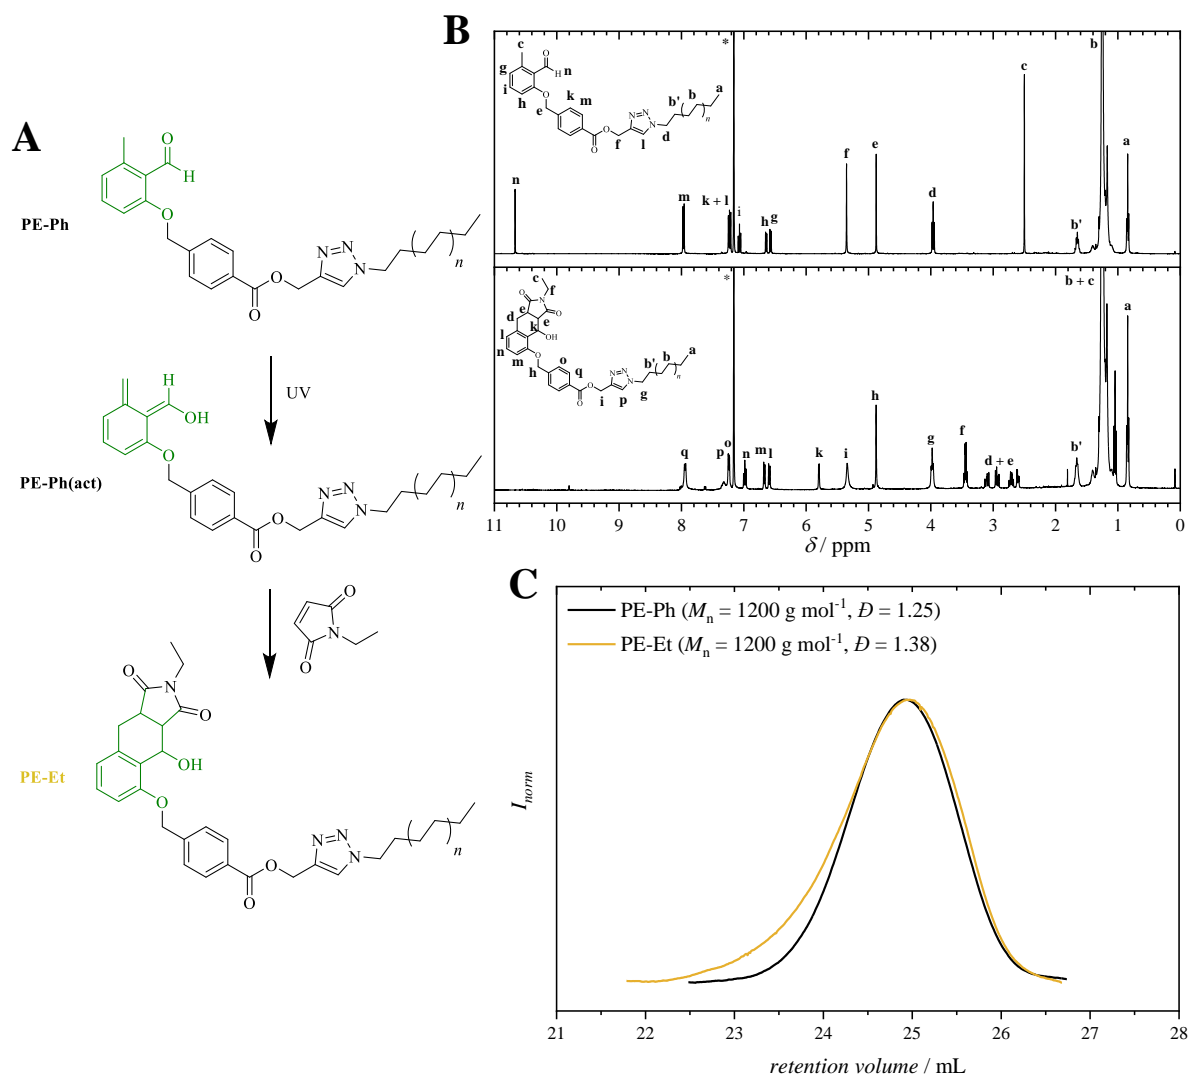 A
PE-Ph
O
H
O
O
O
N
N
N
n
UV
PE-Ph(act)
H
OH
O
O
O
N
N
N
n
O
N
O
PE-Et
O
N
O
OH
O
O
O
N
N
N
n
B
*
b
c
O
g
H n
i
h
O
k
m
e
O
O
f
N=N
N
l
b'
b
a
n
d
n
m
k + l
i
h
g
f
e
d
c
b'
a
*
b + c
c
f
O
N
e
O
d
e
k
l
OH
n
m
O
o
q
h
O
O
i
N=N
N
p
b'
b
a
n
g
q
p
o
n
m
l
k
i
h
g
f
d + e
b'
a
11 10 9 8 7 6 5 4 3 2 1 0
δ / ppm
C
PE-Ph (Mn = 1200 g mol-1, Đ = 1.25)
PE-Et (Mn = 1200 g mol-1, Đ = 1.38)
Inorm
21 22 23 24 25 26 27 28
retention volume / mL